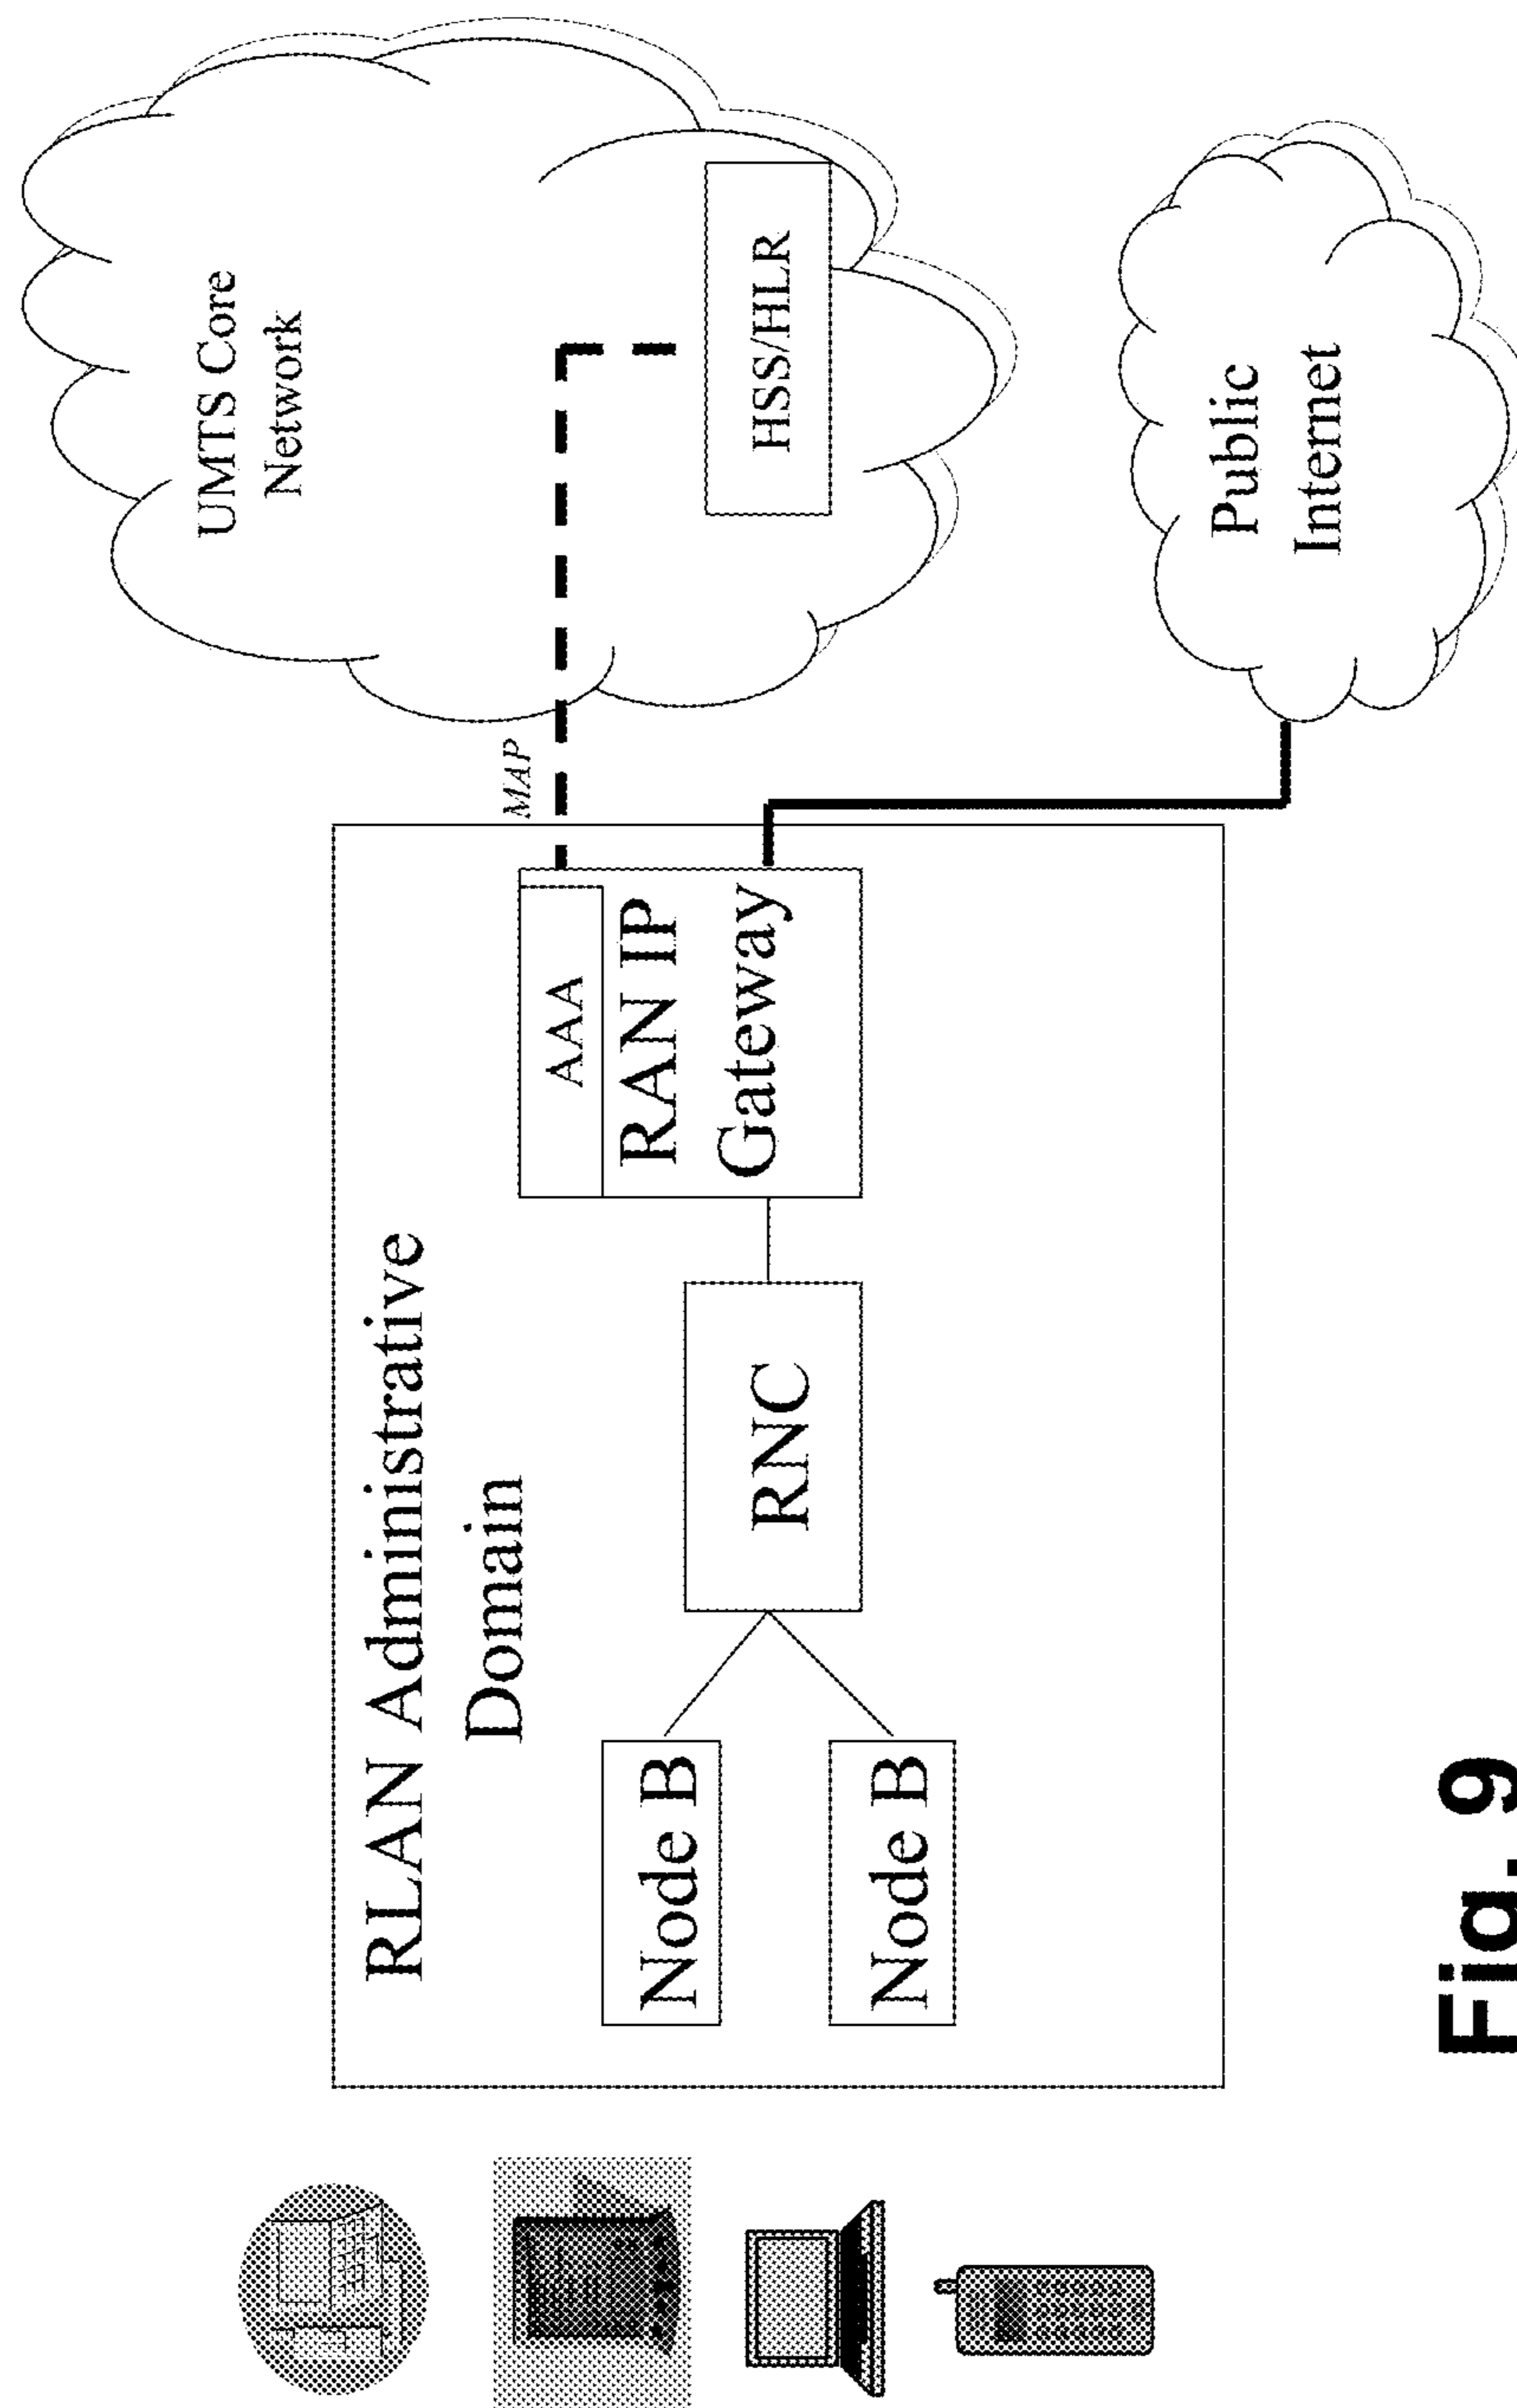 RLAN Administrative
Domain
Node B
Node B
RNC
AAA
RAN IP
Gateway
MAP
UMTS Core
Network
HSS/HLR
Public
Internet
Fig. 9